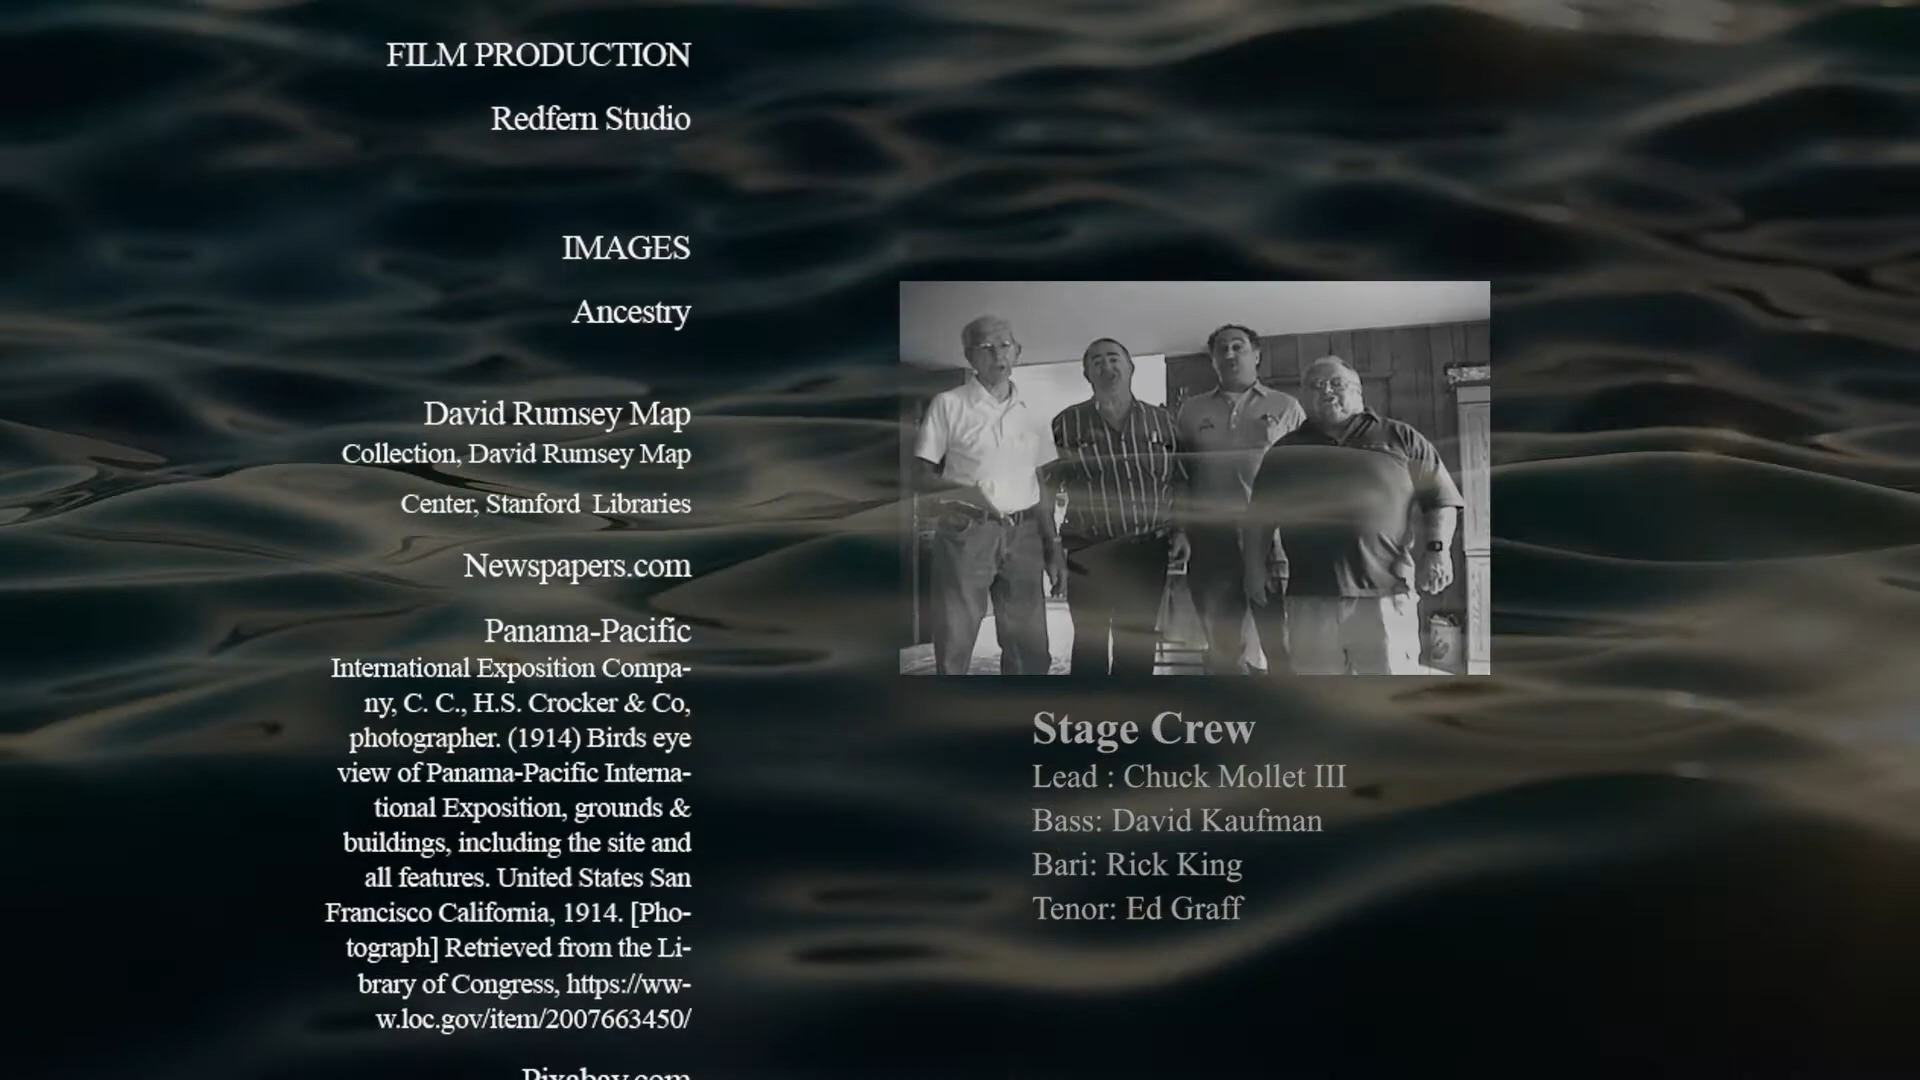 FILM PRODUCTION
Redfern Studio
IMAGES
Ancestry
David Rumsey Map
Collection, David Rumsey Map
Center, Stanford Libraries
Newspapers.com
Panama-Pacific
International Exposition Compa-
ny, C. C., H.S. Crocker & Co,
photographer. (1914) Birds eye
view of Panama-Pacific Interna-
tional Exposition, grounds &
buildings, including the site and
all features. United States San
Francisco California, 1914. [Pho-
tograph] Retrieved from the Li-
brary of Congress, https://ww-
w.loc.gov/item/2007663450/
Pixabay.com
Stage Crew
Lead : Chuck Mollet III
Bass: David Kaufman
Bari: Rick King
Tenor: Ed Graff